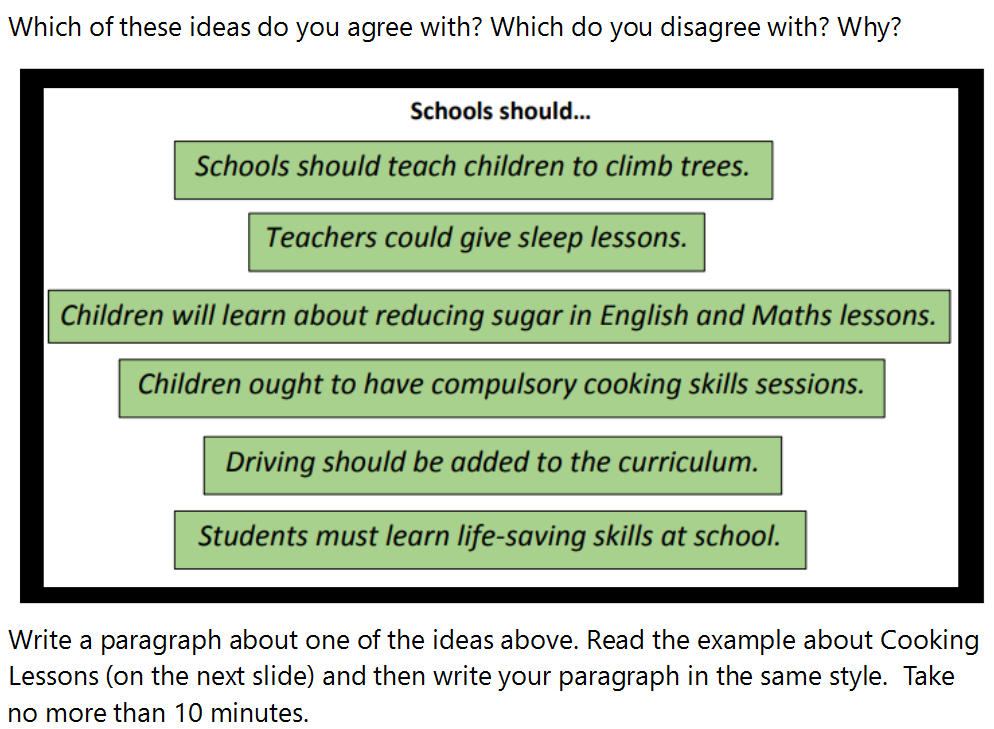 Which of these ideas do you agree with? Which do you disagree with? Why?
Schools should...
Schools should teach children to climb trees.
Teachers could give sleep lessons.
Children will learn about reducing sugar in English and Maths lessons.
Children ought to have compulsory cooking skills sessions.
Driving should be added to the curriculum.
Students must learn life-saving skills at school.
Write a paragraph about one of the ideas above. Read the example about Cooking
Lessons (on the next slide) and then write your paragraph in the same style.  Take
no more than 10 minutes.